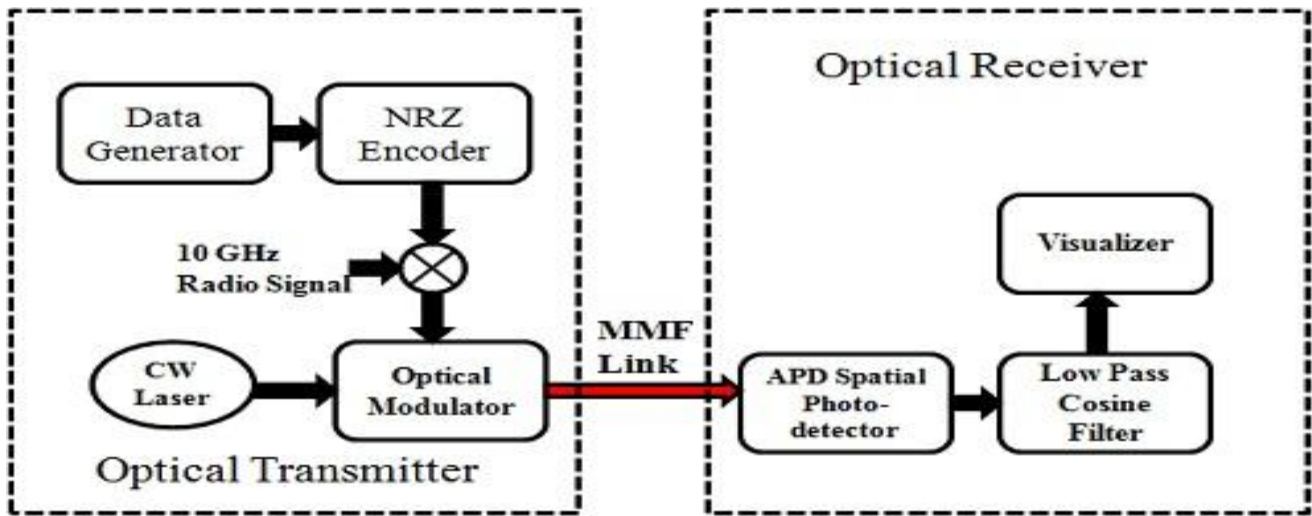 Data
Generator
NRZ
Encoder
10 GHz
Radio Signal
CW
Laser
Optical
Modulator
Optical Transmitter
MMF
Link
Optical Receiver
Visualizer
APD Spatial
Photo-
detector
Low Pass
Cosine
Filter